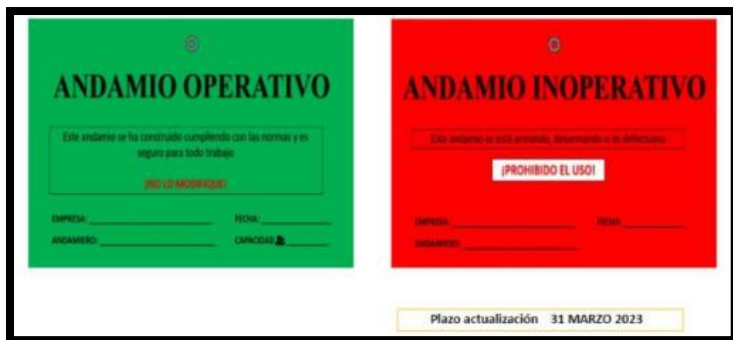 ANDAMIO OPERATIVO
Este andamio se ha construido cumpliendo con las normas y es
seguro para todo trabajo
¡NO LO MODIFIQUE!
EMPRESA: FECHA:
ANDAMIERO: CAPACIDAD
ANDAMIO INOPERATIVO
Este andamio se está armando, desarmando o es defectuoso
¡PROHIBIDO EL USO!
EMPRESA: FECHA:
ANDAMIERO:
Plazo actualización 31 MARZO 2023